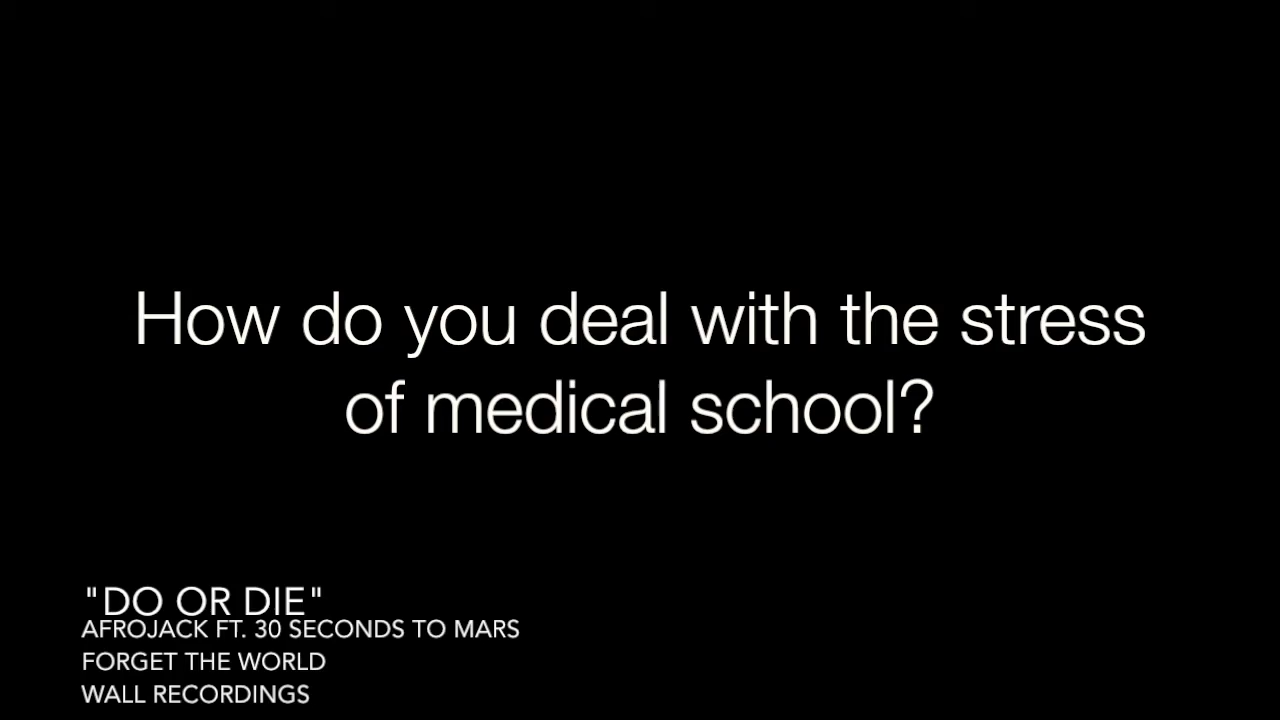 How do you deal with the stress
of medical school?
"DO OR DIE"
AFROJACK FT. 30 SECONDS TO MARS
FORGET THE WORLD
WALL RECORDINGS